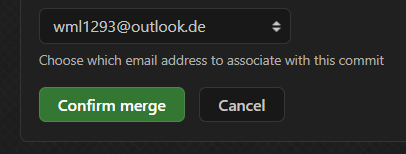 wml1293@outlook.de
Choose which email address to associate with this commit
Confirm merge
Cancel